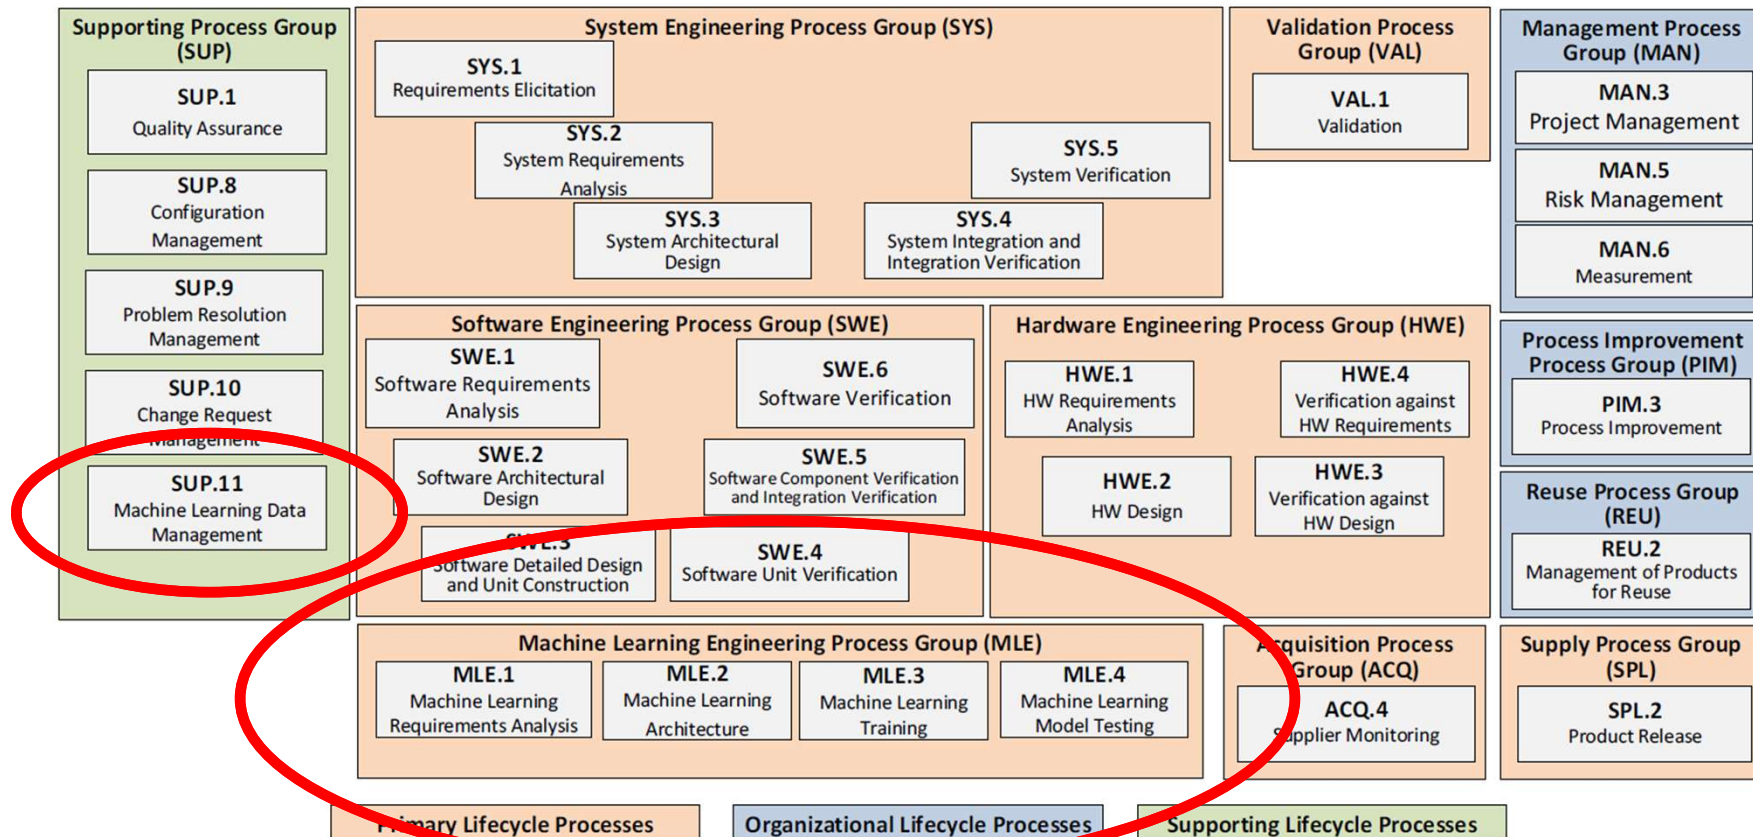 Supporting Process Group
(SUP)
SUP.1
Quality Assurance
SUP.8
Configuration
Management
SUP.9
Problem Resolution
Management
SUP.10
Change Request
Management
SUP.11
Machine Learning Data
Management
System Engineering Process Group (SYS)
SYS.1
Requirements Elicitation
SYS.2
System Requirements
Analysis
SYS.3
System Architectural
Design
SYS.4
System Integration and
Integration Verification
SYS.5
System Verification
Validation Process
Group (VAL)
VAL.1
Validation
Management Process
Group (MAN)
MAN.3
Project Management
MAN.5
Risk Management
MAN.6
Measurement
Software Engineering Process Group (SWE)
SWE.1
Software Requirements
Analysis
SWE.2
Software Architectural
Design
SWE.3
Software Detailed Design
and Unit Construction
SWE.4
Software Unit Verification
SWE.5
Software Component Verification
and Integration Verification
SWE.6
Software Verification
Hardware Engineering Process Group (HWE)
HWE.1
HW Requirements
Analysis
HWE.2
HW Design
HWE.3
Verification against
HW Design
HWE.4
Verification against
HW Requirements
Process Improvement
Process Group (PIM)
PIM.3
Process Improvement
Reuse Process Group
(REU)
REU.2
Management of Products
for Reuse
Machine Learning Engineering Process Group (MLE)
MLE.1
Machine Learning
Requirements Analysis
MLE.2
Machine Learning
Architecture
MLE.3
Machine Learning
Training
MLE.4
Machine Learning
Model Testing
Acquisition Process
Group (ACQ)
ACQ.4
Supplier Monitoring
Supply Process Group
(SPL)
SPL.2
Product Release
Primary Lifecycle Processes
Organizational Lifecycle Processes
Supporting Lifecycle Processes